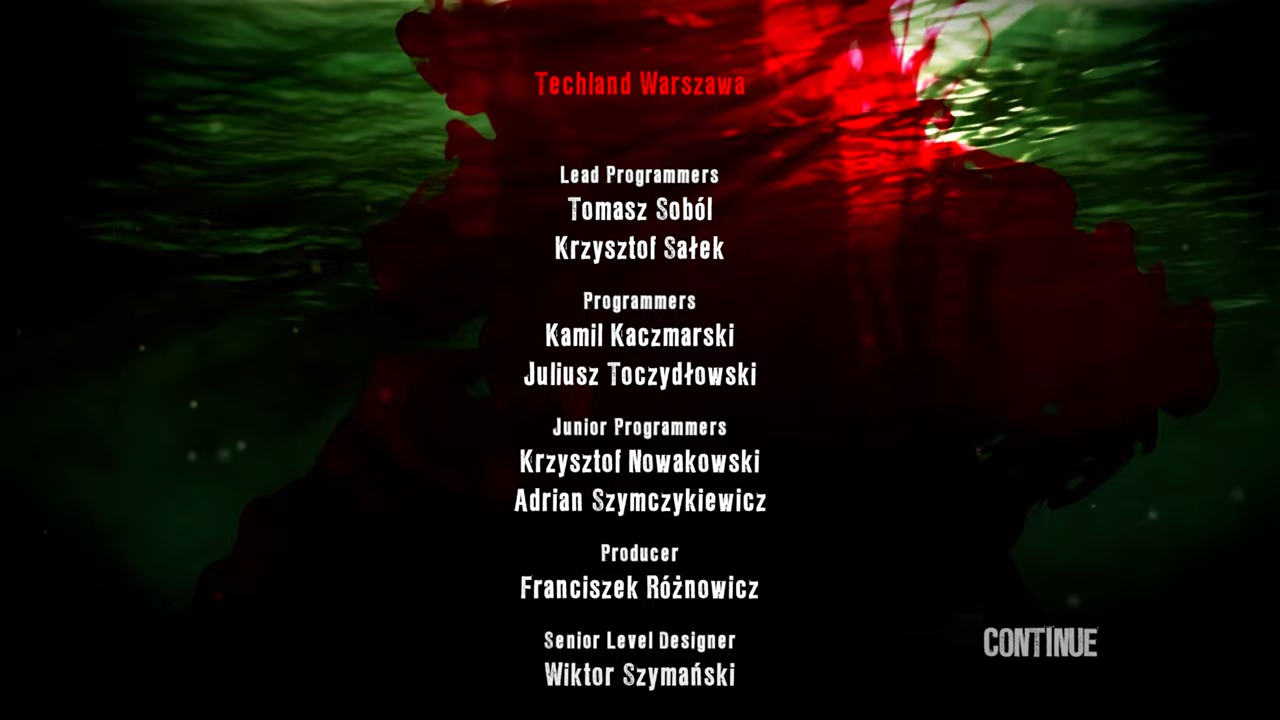 Techland Warszawa
Lead Programmers
Tomasz Soból
Krzysztof Sałek
Programmers
Kamil Kaczmarski
Juliusz Toczydłowski
Junior Programmers
Krzysztof Nowakowski
Adrian Szymczykiewicz
Producer
Franciszek Różnowicz
Senior Level Designer
Wiktor Szymański
CONTINUE